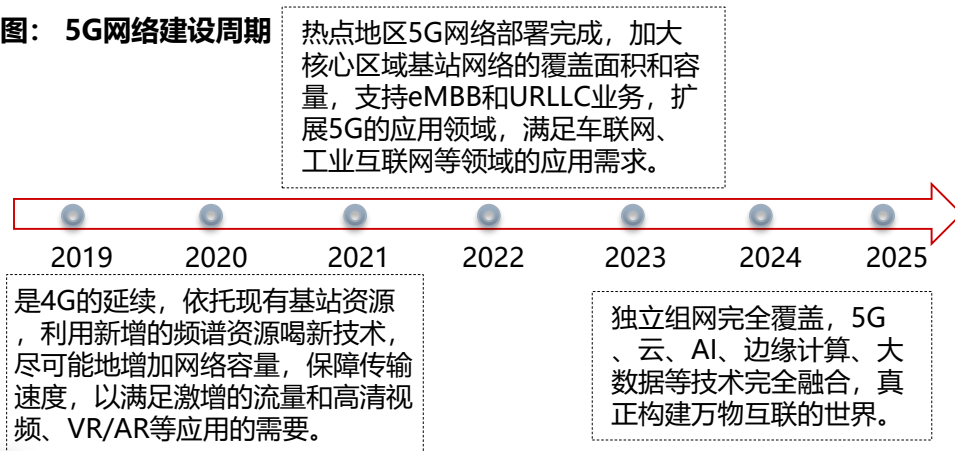 图： 5G网络建设周期
热点地区5G网络部署完成，加大
核心区域基站网络的覆盖面积和容
量，支持eMBB和URLLC业务，扩
展5G的应用领域，满足车联网、
工业互联网等领域的应用需求。
2019 2020 2021 2022 2023 2024 2025
是4G的延续，依托现有基站资源
，利用新增的频谱资源喝新技术，
尽可能地增加网络容量，保障传输
速度，以满足激增的流量和高清视
频、VR/AR等应用的需要。
独立组网完全覆盖，5G
、云、AI、边缘计算、大
数据等技术完全融合，真
正构建万物互联的世界。